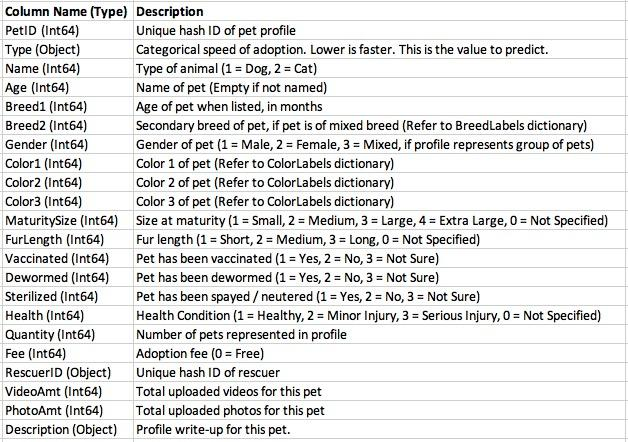 Column Name (Type) Description
PetID (Int64) Unique hash ID of pet profile
Type (Object) Categorical speed of adoption. Lower is faster. This is the value to predict.
Name (Int64) Type of animal (1 = Dog, 2 = Cat)
Age (Int64) Name of pet (Empty if not named)
Breed1 (Int64) Age of pet when listed, in months
Breed2 (Int64) Secondary breed of pet, if pet is of mixed breed (Refer to BreedLabels dictionary)
Gender (Int64) Gender of pet (1 = Male, 2 = Female, 3 = Mixed, if profile represents group of pets)
Color1 (Int64) Color 1 of pet (Refer to ColorLabels dictionary)
Color2 (Int64) Color 2 of pet (Refer to ColorLabels dictionary)
Color3 (Int64) Color 3 of pet (Refer to ColorLabels dictionary)
MaturitySize (Int64) Size at maturity (1 = Small, 2 = Medium, 3 = Large, 4 = Extra Large, 0 = Not Specified)
FurLength (Int64) Fur length (1 = Short, 2 = Medium, 3 = Long, 0 = Not Specified)
Vaccinated (Int64) Pet has been vaccinated (1 = Yes, 2 = No, 3 = Not Sure)
Dewormed (Int64) Pet has been dewormed (1 = Yes, 2 = No, 3 = Not Sure)
Sterilized (Int64) Pet has been spayed / neutered (1 = Yes, 2 = No, 3 = Not Sure)
Health (Int64) Health Condition (1 = Healthy, 2 = Minor Injury, 3 = Serious Injury, 0 = Not Specified)
Quantity (Int64) Number of pets represented in profile
Fee (Int64) Adoption fee (0 = Free)
RescuerID (Object) Unique hash ID of rescuer
VideoAmt (Int64) Total uploaded videos for this pet
PhotoAmt (Int64) Total uploaded photos for this pet
Description (Object) Profile write-up for this pet.